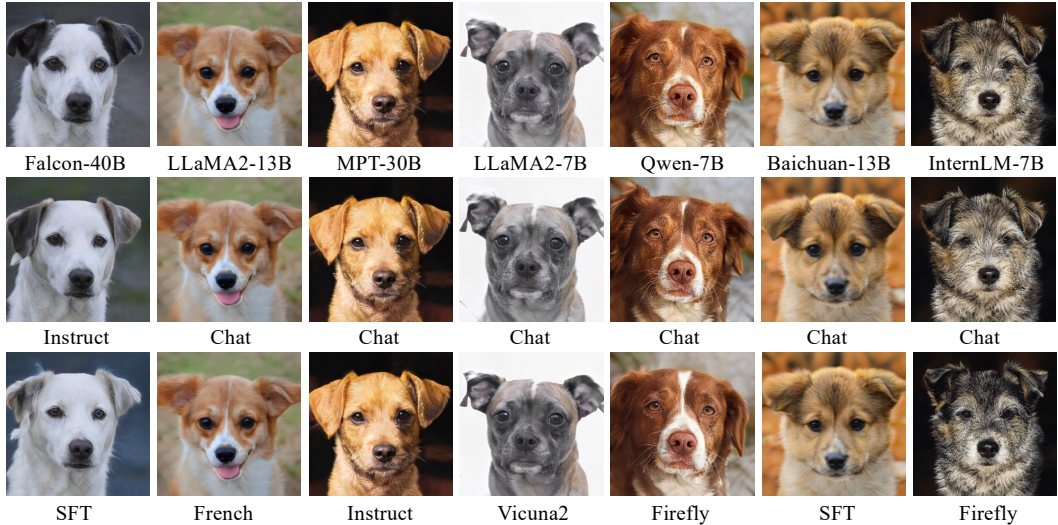 Falcon-40B LLaMA2-13B MPT-30B LLaMA2-7B Qwen-7B Baichuan-13B InternLM-7B
Instruct Chat Chat Chat Chat Chat Chat
SFT French Instruct Vicuna2 Firefly SFT Firefly